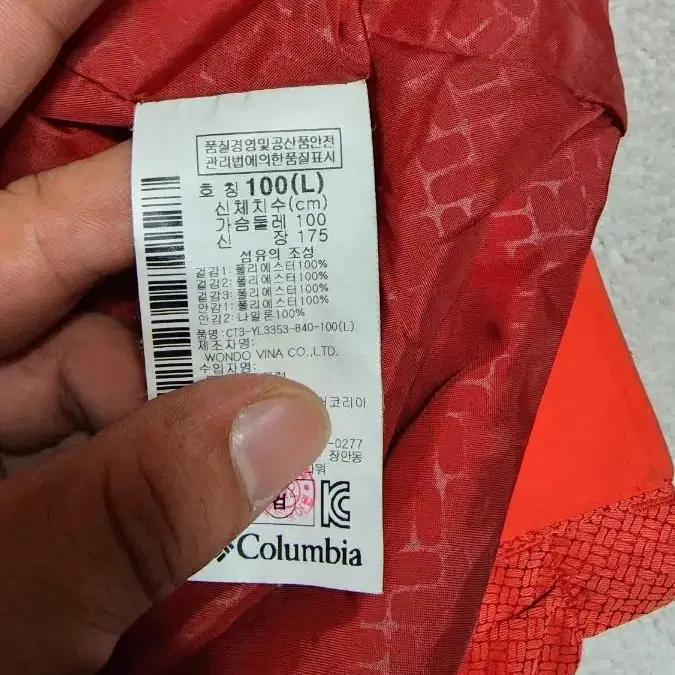 품질경영및공산품안전
관리법에의한품질표시
호 칭 100(L)
신체치수(cm)
가슴둘레 100
신 장 175
섬유의 조성
겉감1: 폴리에스터100%
겉감2: 폴리에스터100%
겉감3: 폴리에스터100%
안감1: 폴리에스터100%
안감2: 나일론100%
품명: CT3-YL3353-840-100(L)
제조자명:
WONDO VINA CO.,LTD.
수입자명:
코리아
-0277
장안동
Columbia